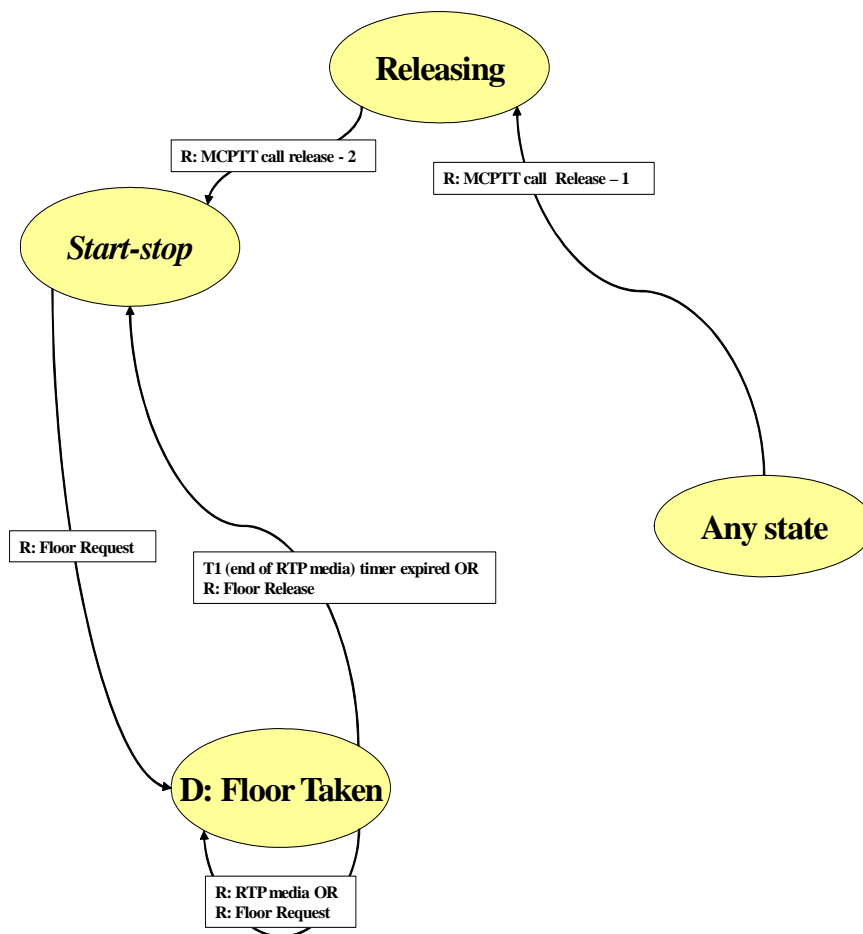 Releasing
R: MCPTT call release - 2
R: MCPTT call Release – 1
Start-stop
R: Floor Request
T1 (end of RTP media) timer expired OR
R: Floor Release
Any state
D: Floor Taken
R: RTP media OR
R: Floor Request